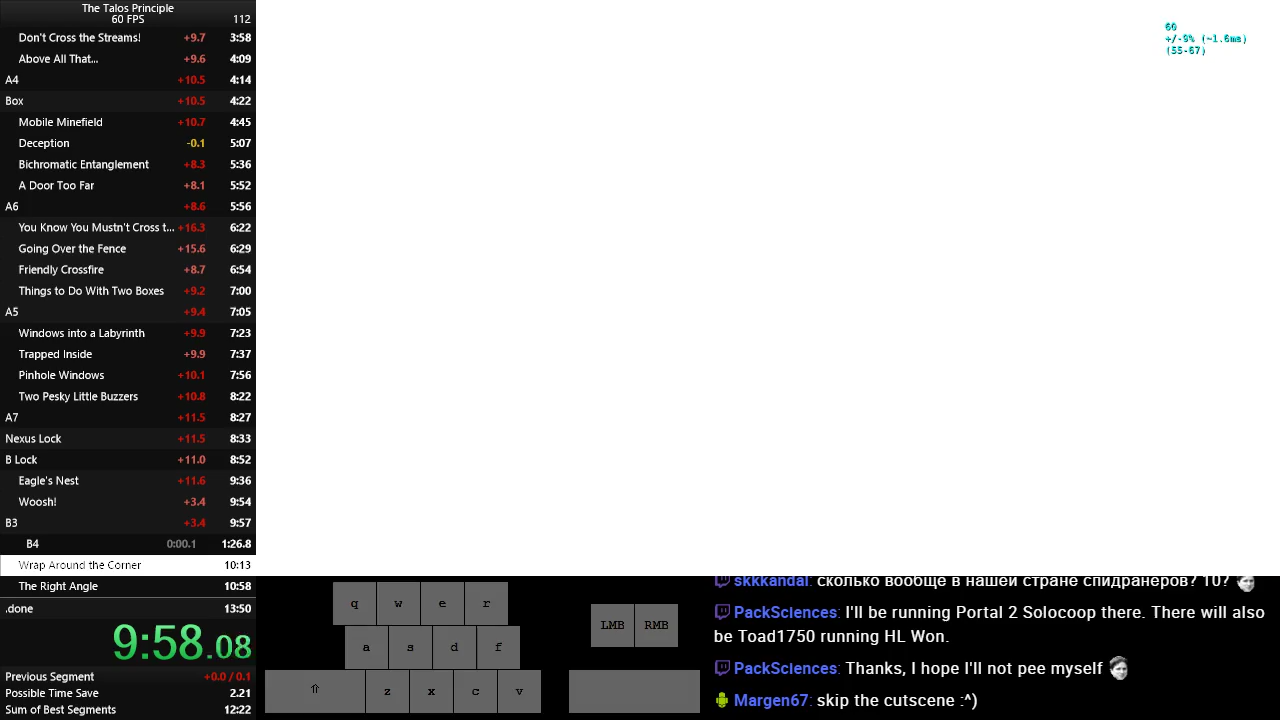 The Talos Principle
60 FPS 112
Don't Cross the Streams! +9.7 3:58
Above All That... +9.6 4:09
A4 +10.5 4:14
Box +10.5 4:22
Mobile Minefield +10.7 4:45
Deception -0.1 5:07
Bichromatic Entanglement +8.3 5:36
A Door Too Far +8.1 5:52
A6 +8.6 5:56
You Know You Mustn't Cross t... +16.3 6:22
Going Over the Fence +15.6 6:29
Friendly Crossfire +8.7 6:54
Things to Do With Two Boxes +9.2 7:00
A5 +9.4 7:05
Windows into a Labyrinth +9.9 7:23
Trapped Inside +9.9 7:37
Pinhole Windows +10.1 7:56
Two Pesky Little Buzzers +10.8 8:22
A7 +11.5 8:27
Nexus Lock +11.5 8:33
B Lock +11.0 8:52
Eagle's Nest +11.6 9:36
Woosh! +3.4 9:54
B3 +3.4 9:57
B4 0:00.1 1:26.8
Wrap Around the Corner 10:13
The Right Angle 10:58
.done 13:50
9:58.08
Previous Segment +0.0 / 0.1
Possible Time Save 2.21
Sum of Best Segments 12:22
60
+/-9% (~1.6ms)
(55-67)
q w e r
a s d f
⇧ z x c v
LMB RMB
skkkandal: сколько вообще в нашей стране спидранеров? 10?
PackSciences: I'll be running Portal 2 Solocoop there. There will also
be Toad1750 running HL Won.
PackSciences: Thanks, I hope I'll not pee myself
Margen67: skip the cutscene :^)